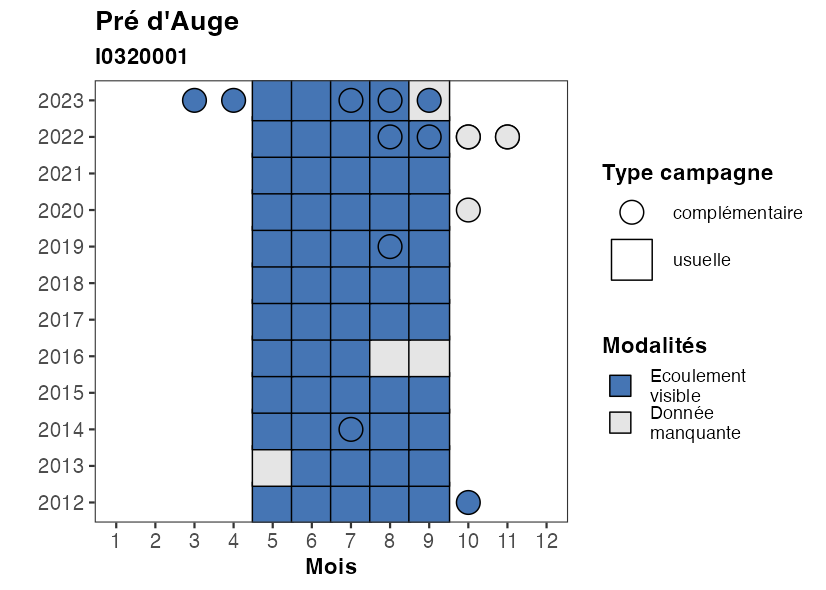 Pré d'Auge
I0320001
2023
2022
2021
2020
2019
2018
2017
2016
2015
2014
2013
2012
1 2 3 4 5 6 7 8 9 10 11 12
Mois
Type campagne
complémentaire
usuelle
Modalités
Ecoulement
visible
Donnée
manquante